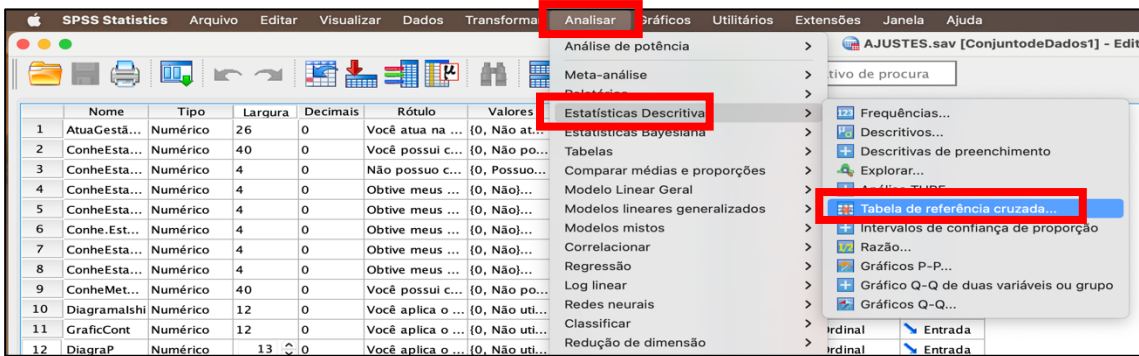 SPSS Statistics Arquivo Editar Visualizar Dados Transformar Analisar Gráficos Utilitários Extensões Janela Ajuda
AJUSTES.sav [ConjuntodeDados1] - Edit
tivo de procura
Análise de potência >
Meta-análise >
Relatórios >
Estatísticas Descritiva >
Estatísticas Bayesiana >
Tabelas >
Comparar médias e proporções >
Modelo Linear Geral >
Modelos lineares generalizados >
Modelos mistos >
Correlacionar >
Regressão >
Log linear >
Redes neurais >
Classificar >
Redução de dimensão >
Frequências...
Descritivos...
Descritivas de preenchimento
Explorar...
Análise TURF
Tabela de referência cruzada...
Intervalos de confiança de proporção
Razão...
Gráficos P-P...
Gráfico Q-Q de duas variáveis ou grupo
Gráficos Q-Q...
Nome Tipo Largura Decimais Rótulo Valores
1 AtuaGestã... Numérico 26 0 Você atua na ... {0, Não at...
2 ConheEsta... Numérico 40 0 Você possui c... {0, Não po...
3 ConheEsta... Numérico 4 0 Não possuo c... {0, Possuo...
4 ConheEsta... Numérico 4 0 Obtive meus ... {0, Não}...
5 ConheEsta... Numérico 4 0 Obtive meus ... {0, Não}...
6 Conhe.Est... Numérico 4 0 Obtive meus ... {0, Não}...
7 ConheEsta... Numérico 4 0 Obtive meus ... {0, Não}...
8 ConheEsta... Numérico 4 0 Obtive meus ... {0, Não}...
9 ConheMet... Numérico 40 0 Você possui c... {0, Não po...
10 DiagramaIshi Numérico 12 0 Você aplica o ... {0, Não uti...
11 GraficCont Numérico 12 0 Você aplica o ... {0, Não uti... Ordinal Entrada
12 DiagraP Numérico 13 0 Você aplica o ... {0, Não uti... Ordinal Entrada